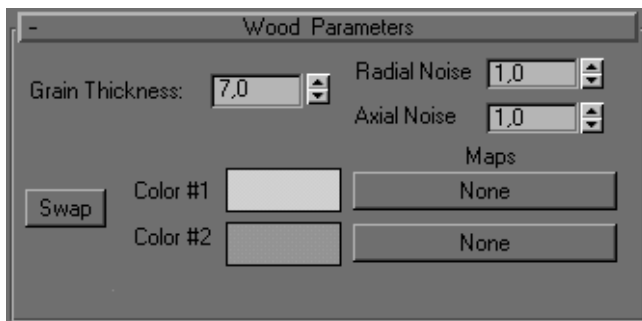 - Wood Parameters
Grain Thickness: 7,0
Radial Noise 1,0
Axial Noise 1,0
Maps
Swap
Color #1 None
Color #2 None